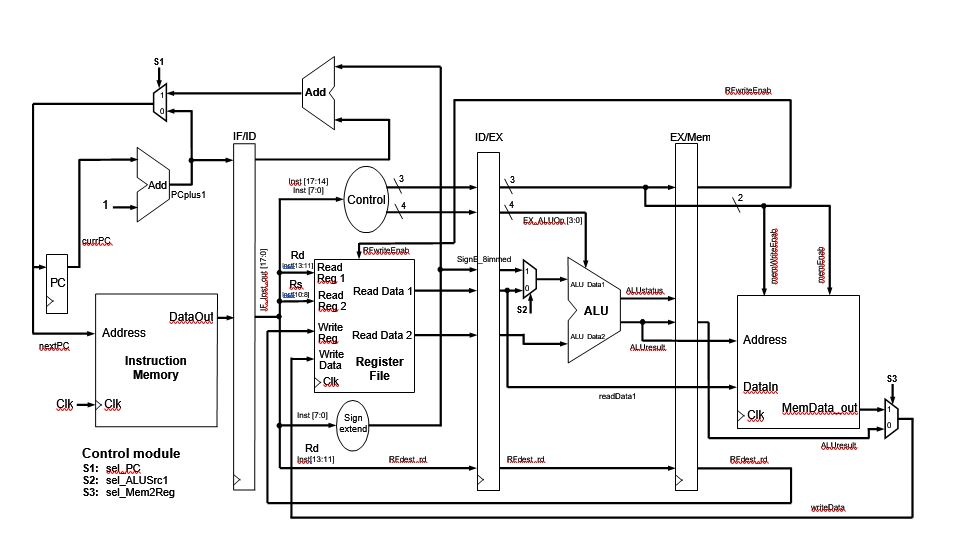 S1
1
0
Add
IF/ID
RFwriteEnab
ID/EX
EX/Mem
Add
PCplus1
1
currPC
Inst [17:14]
Inst [7:0]
Control
3
4
3
4
2
EX_ALUOp [3:0]
RFwriteEnab
IF_Inst_out [17:0]
Rd
Inst[13:11]
Rs
Inst[10:8]
Read
Reg 1
Read
Reg 2
Write
Reg
Write
Data
Clk
Read Data 1
Read Data 2
Register
File
SignE_8immed
1
0
S2
ALU_Data1
ALU
ALU_Data2
ALUstatus
ALUresult
memWriteEnab
memEnab
PC
nextPC
Address
DataOut
Instruction
Memory
Clk
Clk
Address
DataIn
MemData_out
Clk
S3
1
0
ALUresult
readData1
Inst [7:0]
Sign
extend
Rd
Inst[13:11]
RFdest_rd
RFdest_rd
RFdest_rd
writeData
Control module
S1: sel_PC
S2: sel_ALUSrc1
S3: sel_Mem2Reg